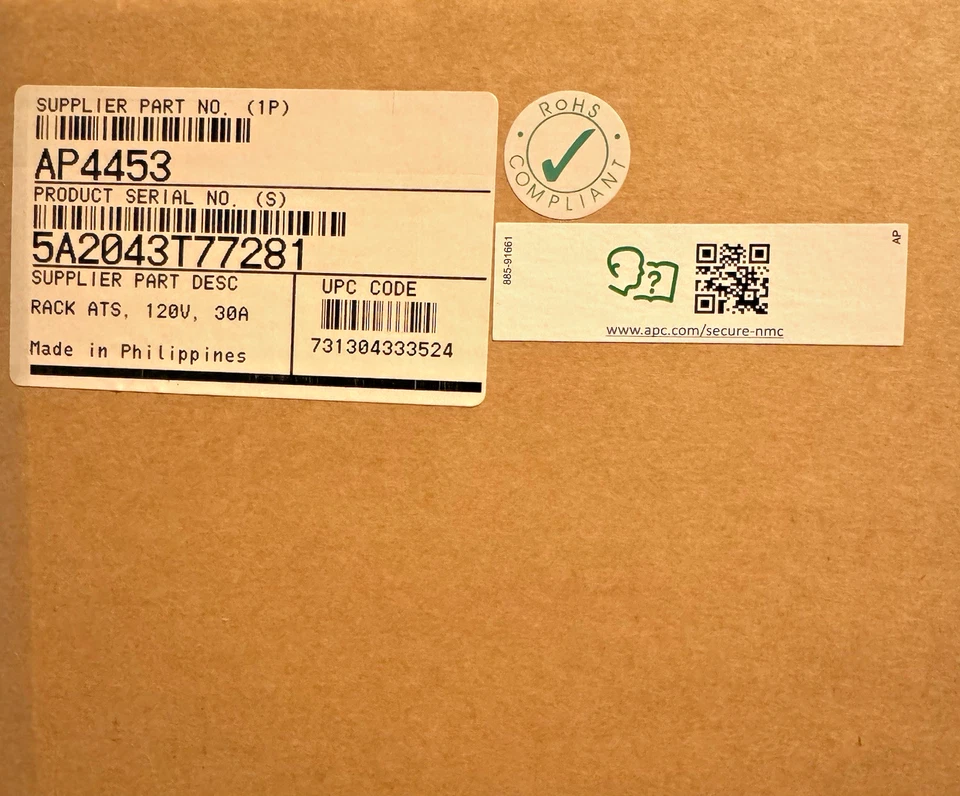 SUPPLIER PART NO. (1P)
AP4453
PRODUCT SERIAL NO. (S)
5A2043T77281
SUPPLIER PART DESC
RACK ATS, 120V, 30A
Made in Philippines
UPC CODE
731304333524
ROHS
COMPLIANT
885-91661
?
AP
www.apc.com/secure-nmc